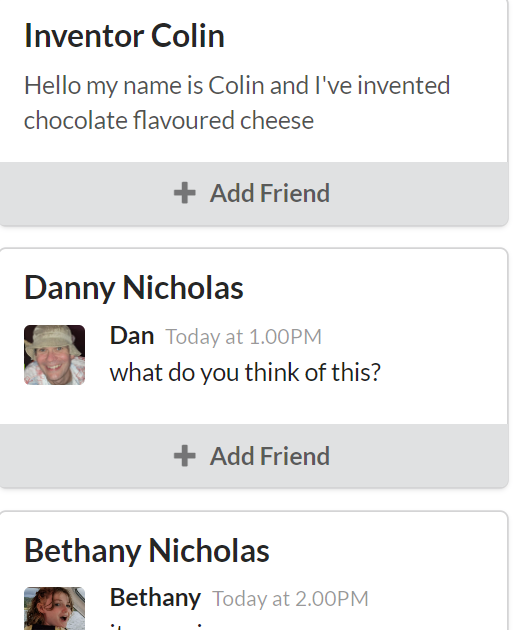 Inventor Colin
Hello my name is Colin and I've invented
chocolate flavoured cheese
Add Friend
Danny Nicholas
Dan Today at 1.00PM
what do you think of this?
Add Friend
Bethany Nicholas
Bethany Today at 2.00PM